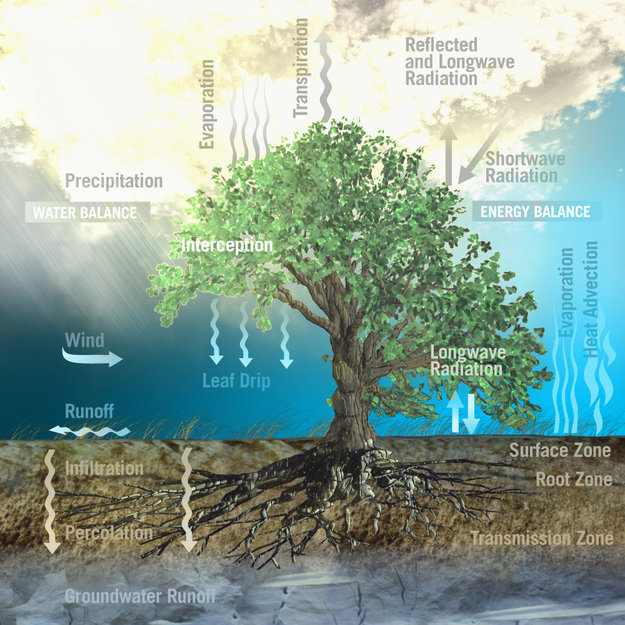 Transpiration
Evaporation
Reflected
and Longwave
Radiation
Shortwave
Radiation
Precipitation
WATER BALANCE
ENERGY BALANCE
Interception
Evaporation
Heat Advection
Wind
Leaf Drip
Longwave
Radiation
Runoff
Surface Zone
Infiltration
Root Zone
Percolation
Transmission Zone
Groundwater Runoff